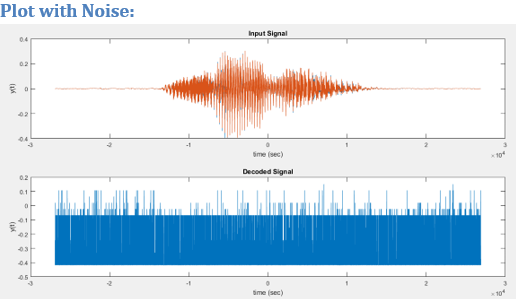 Plot with Noise:
Input Signal
0.4
0.2
0
-0.2
-0.4
y(t)
-3 -2 -1 0 1 2 3
time (sec)
×10⁴
Decoded Signal
0.2
0.1
0
-0.1
-0.2
-0.3
-0.4
-0.5
y(t)
-3 -2 -1 0 1 2 3
time (sec)
×10⁴